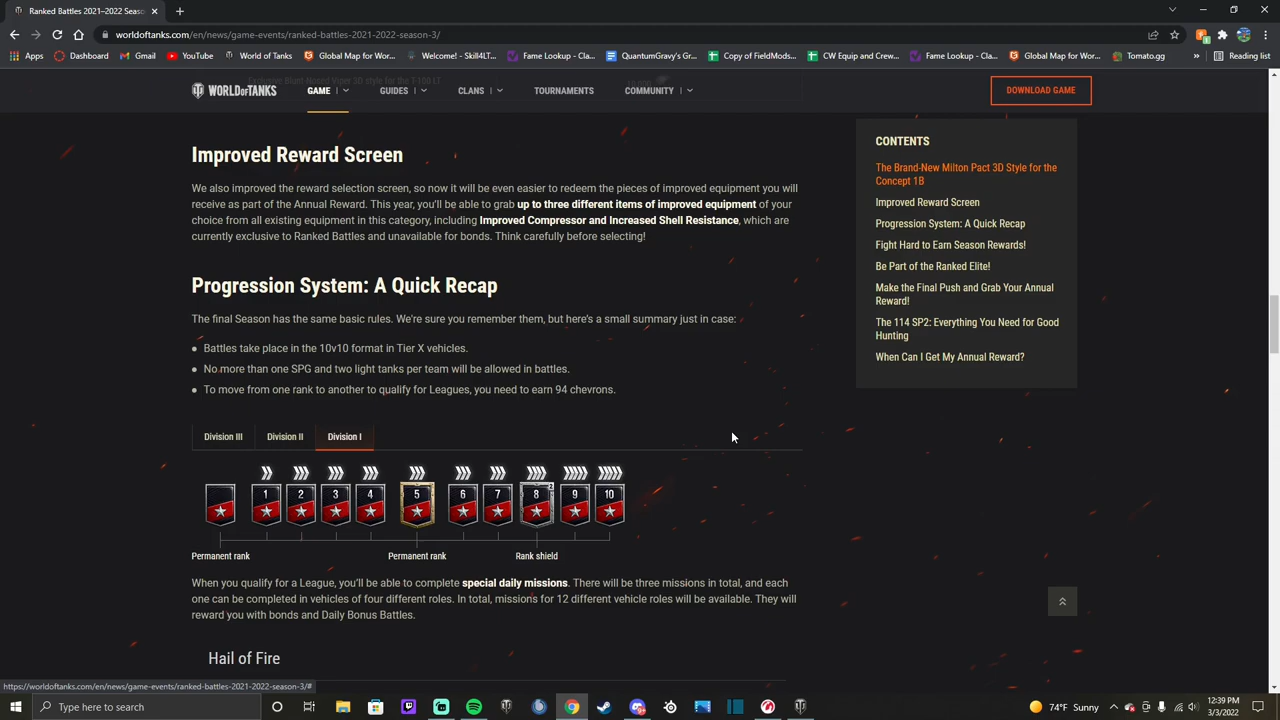 Ranked Battles 2021–2022 Season
worldoftanks.com/en/news/game-events/ranked-battles-2021-2022-season-3/
Apps Dashboard Gmail YouTube World of Tanks Global Map for Wor... Welcome! - Skill4LT... Fame Lookup - Cla... QuantumGravy's Gr... Copy of FieldMods... CW Equip and Crew... Fame Lookup - Cla... Global Map for Wor... Tomato.gg » Reading list
Exclusive Blunt-Nosed Viper 3D style for the T-100 LT
10,000
WORLDOFTANKS GAME GUIDES CLANS TOURNAMENTS COMMUNITY DOWNLOAD GAME
Improved Reward Screen
We also improved the reward selection screen, so now it will be even easier to redeem the pieces of improved equipment you will
receive as part of the Annual Reward. This year, you'll be able to grab up to three different items of improved equipment of your
choice from all existing equipment in this category, including Improved Compressor and Increased Shell Resistance, which are
currently exclusive to Ranked Battles and unavailable for bonds. Think carefully before selecting!
Progression System: A Quick Recap
The final Season has the same basic rules. We're sure you remember them, but here's a small summary just in case:
Battles take place in the 10v10 format in Tier X vehicles.
No more than one SPG and two light tanks per team will be allowed in battles.
To move from one rank to another to qualify for Leagues, you need to earn 94 chevrons.
Division III Division II Division I
1 2 3 4 5 6 7 8 9 10
Permanent rank Permanent rank Rank shield
When you qualify for a League, you'll be able to complete special daily missions. There will be three missions in total, and each
one can be completed in vehicles of four different roles. In total, missions for 12 different vehicle roles will be available. They will
reward you with bonds and Daily Bonus Battles.
Hail of Fire
CONTENTS
The Brand-New Milton Pact 3D Style for the
Concept 1B
Improved Reward Screen
Progression System: A Quick Recap
Fight Hard to Earn Season Rewards!
Be Part of the Ranked Elite!
Make the Final Push and Grab Your Annual
Reward!
The 114 SP2: Everything You Need for Good
Hunting
When Can I Get My Annual Reward?
https://worldoftanks.com/en/news/game-events/ranked-battles-2021-2022-season-3/#
Type here to search
74°F Sunny
12:39 PM
3/3/2022